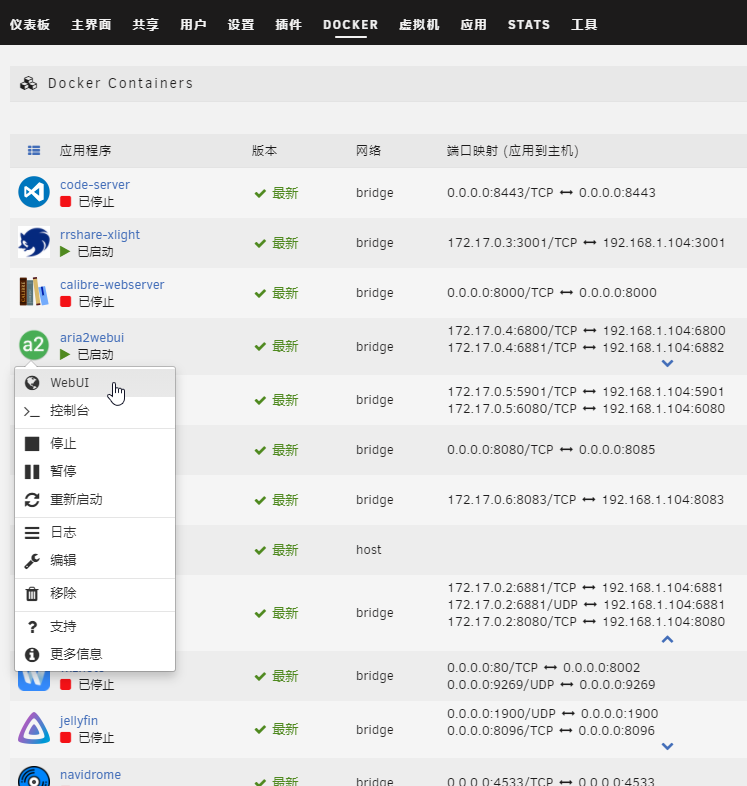 仪表板 主界面 共享 用户 设置 插件 DOCKER 虚拟机 应用 STATS 工具
Docker Containers
应用程序 版本 网络 端口映射 (应用到主机)
code-server
已停止 最新 bridge 0.0.0.0:8443/TCP 0.0.0.0:8443
rrshare-xlight
已启动 最新 bridge 172.17.0.3:3001/TCP 192.168.1.104:3001
calibre-webserver
已停止 最新 bridge 0.0.0.0:8000/TCP 0.0.0.0:8000
a2 aria2webui 172.17.0.4:6800/TCP 192.168.1.104:6800
已启动 最新 bridge 172.17.0.4:6881/TCP 192.168.1.104:6882
WebUI 172.17.0.5:5901/TCP 192.168.1.104:5901
最新 bridge
控制台 172.17.0.5:6080/TCP 192.168.1.104:6080
停止 最新 bridge 0.0.0.0:8080/TCP 0.0.0.0:8085
暂停
重新启动 最新 bridge 172.17.0.6:8083/TCP 192.168.1.104:8083
日志
最新 host
编辑
移除 172.17.0.2:6881/TCP 192.168.1.104:6881
172.17.0.2:6881/UDP 192.168.1.104:6881
最新 bridge
支持 172.17.0.2:8080/TCP 192.168.1.104:8080
更多信息
0.0.0.0:80/TCP 0.0.0.0:8002
已停止 最新 bridge 0.0.0.0:9269/UDP 0.0.0.0:9269
jellyfin 0.0.0.0:1900/UDP 0.0.0.0:1900
已停止 最新 bridge 0.0.0.0:8096/TCP 0.0.0.0:8096
navidrome
最新 bridge 0.0.0.0:4533/TCP 0.0.0.0:4533